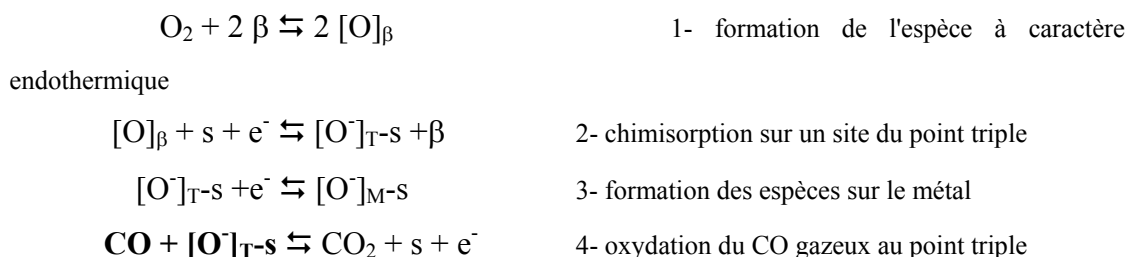 O₂ + 2 β ⇆ 2 [O]β 1- formation de l'espèce à caractère
endothermique
[O]β + s + e⁻ ⇆ [O⁻]T-s +β 2- chimisorption sur un site du point triple
[O⁻]T-s +e⁻ ⇆ [O⁻]M-s 3- formation des espèces sur le métal
CO + [O⁻]T-s ⇆ CO₂ + s + e⁻ 4- oxydation du CO gazeux au point triple